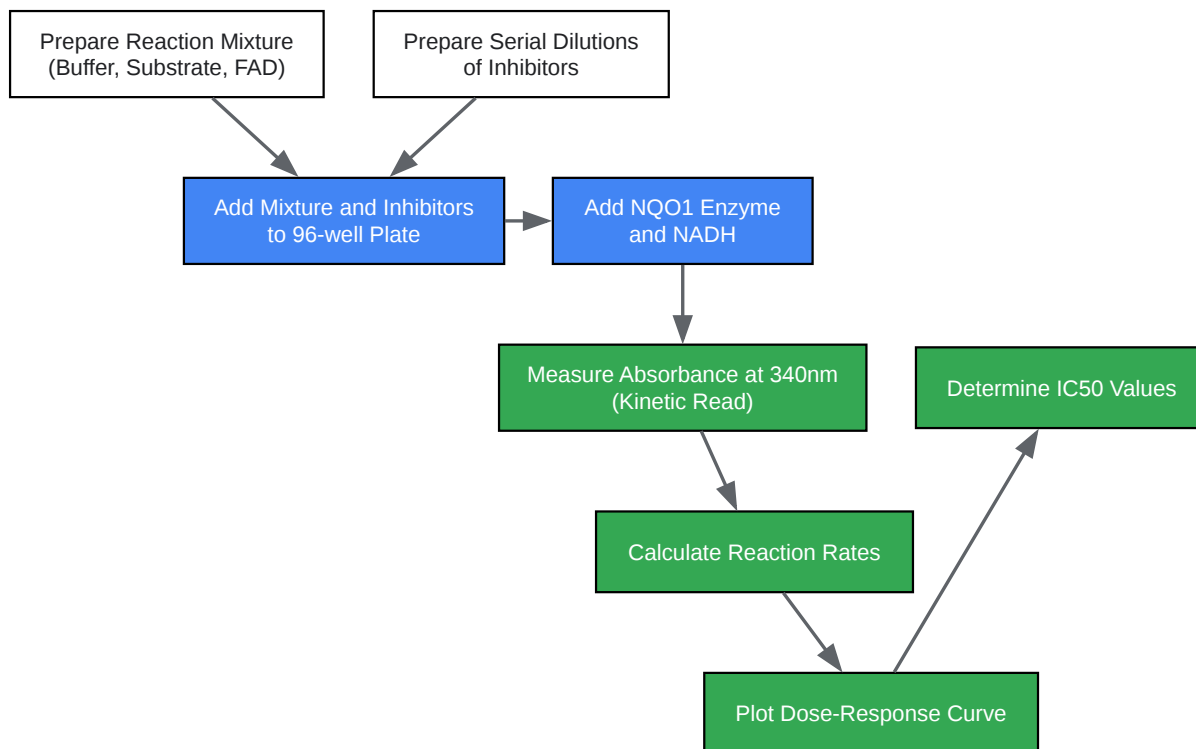 Prepare Reaction Mixture
(Buffer, Substrate, FAD)
Prepare Serial Dilutions
of Inhibitors
Add Mixture and Inhibitors
to 96-well Plate
Add NQO1 Enzyme
and NADH
Measure Absorbance at 340nm
(Kinetic Read)
Determine IC50 Values
Calculate Reaction Rates
Plot Dose-Response Curve